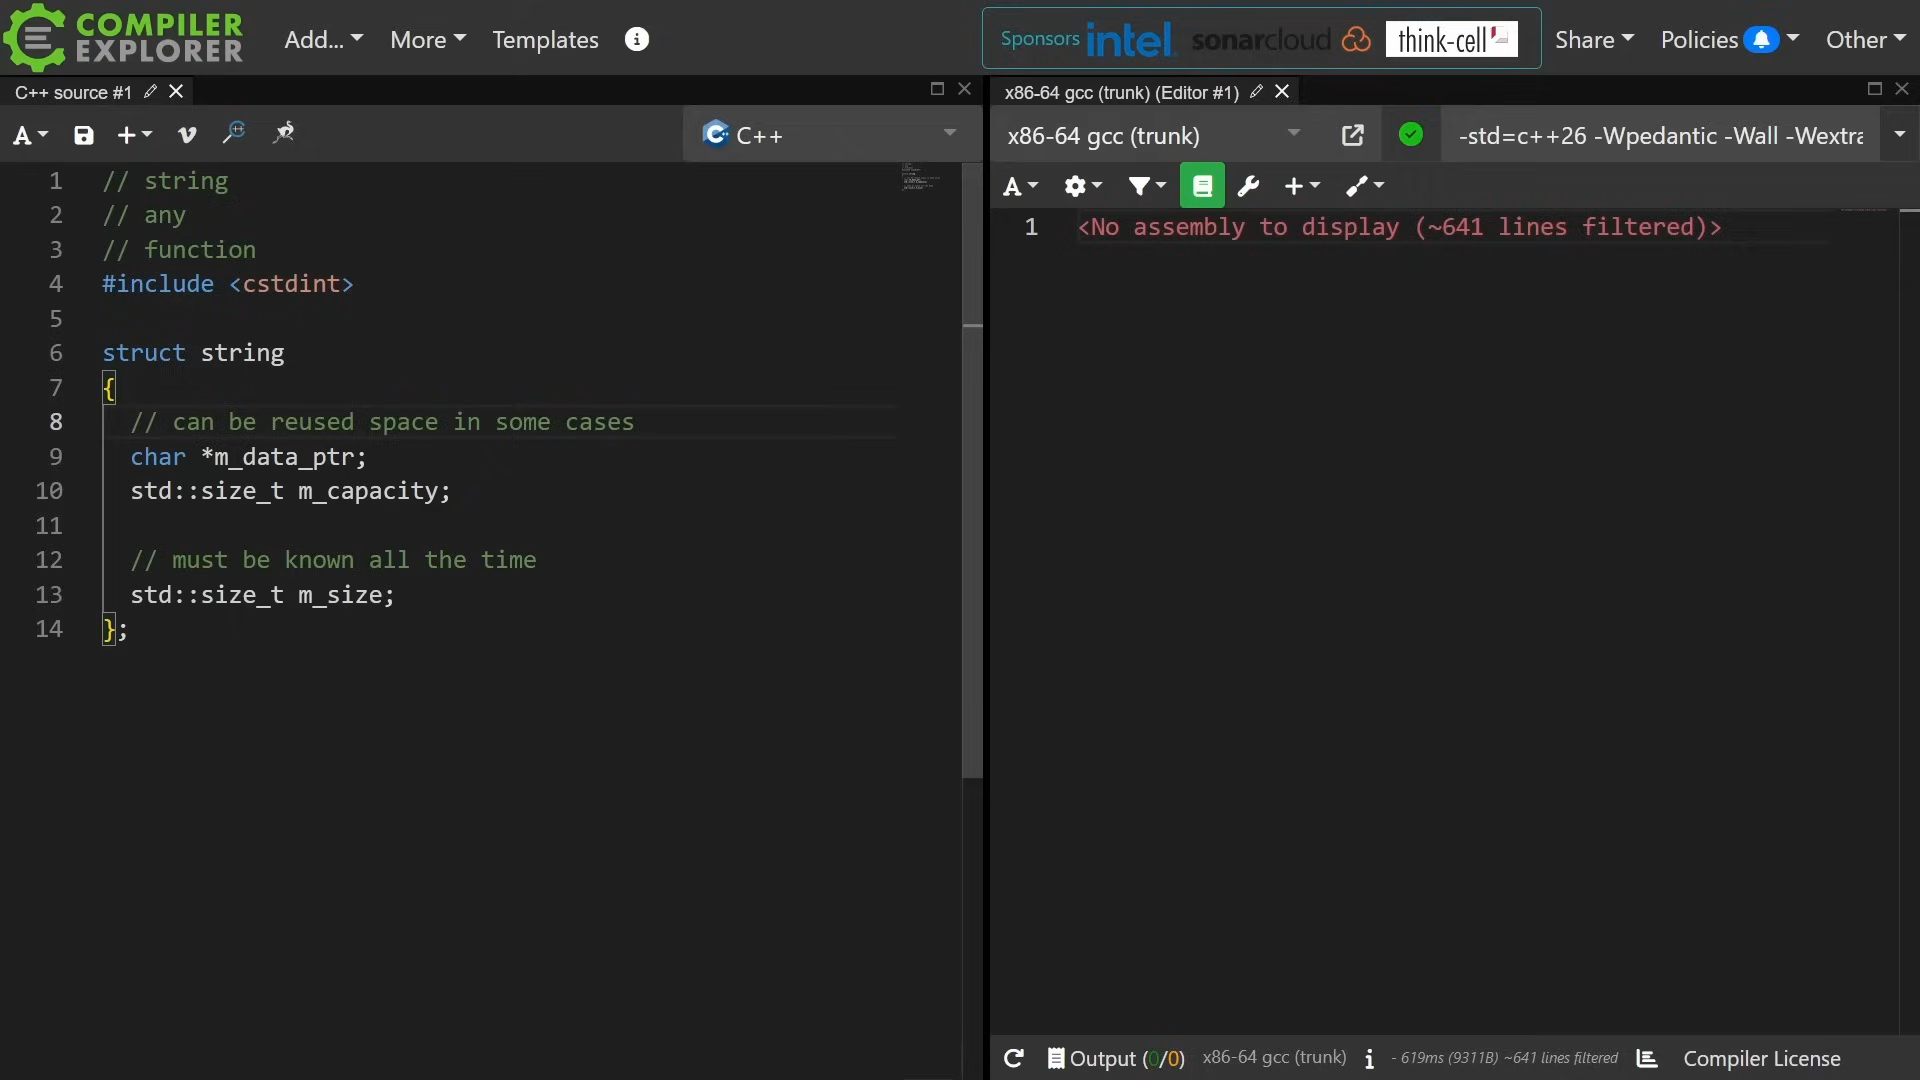 COMPILER
EXPLORER
Add...
More
Templates
Sponsors
intel
sonarcloud
think-cell
Share
Policies
Other
C++ source #1
x86-64 gcc (trunk) (Editor #1)
A
C++
x86-64 gcc (trunk)
-std=c++26 -Wpedantic -Wall -Wextra
A
1 // string
2 // any
3 // function
4 #include <cstdint>
5
6 struct string
7 {
8 // can be reused space in some cases
9 char *m_data_ptr;
10 std::size_t m_capacity;
11
12 // must be known all the time
13 std::size_t m_size;
14 };
1 <No assembly to display (~641 lines filtered)>
Output (0/0) x86-64 gcc (trunk) i - 619ms (9311B) ~641 lines filtered Compiler License